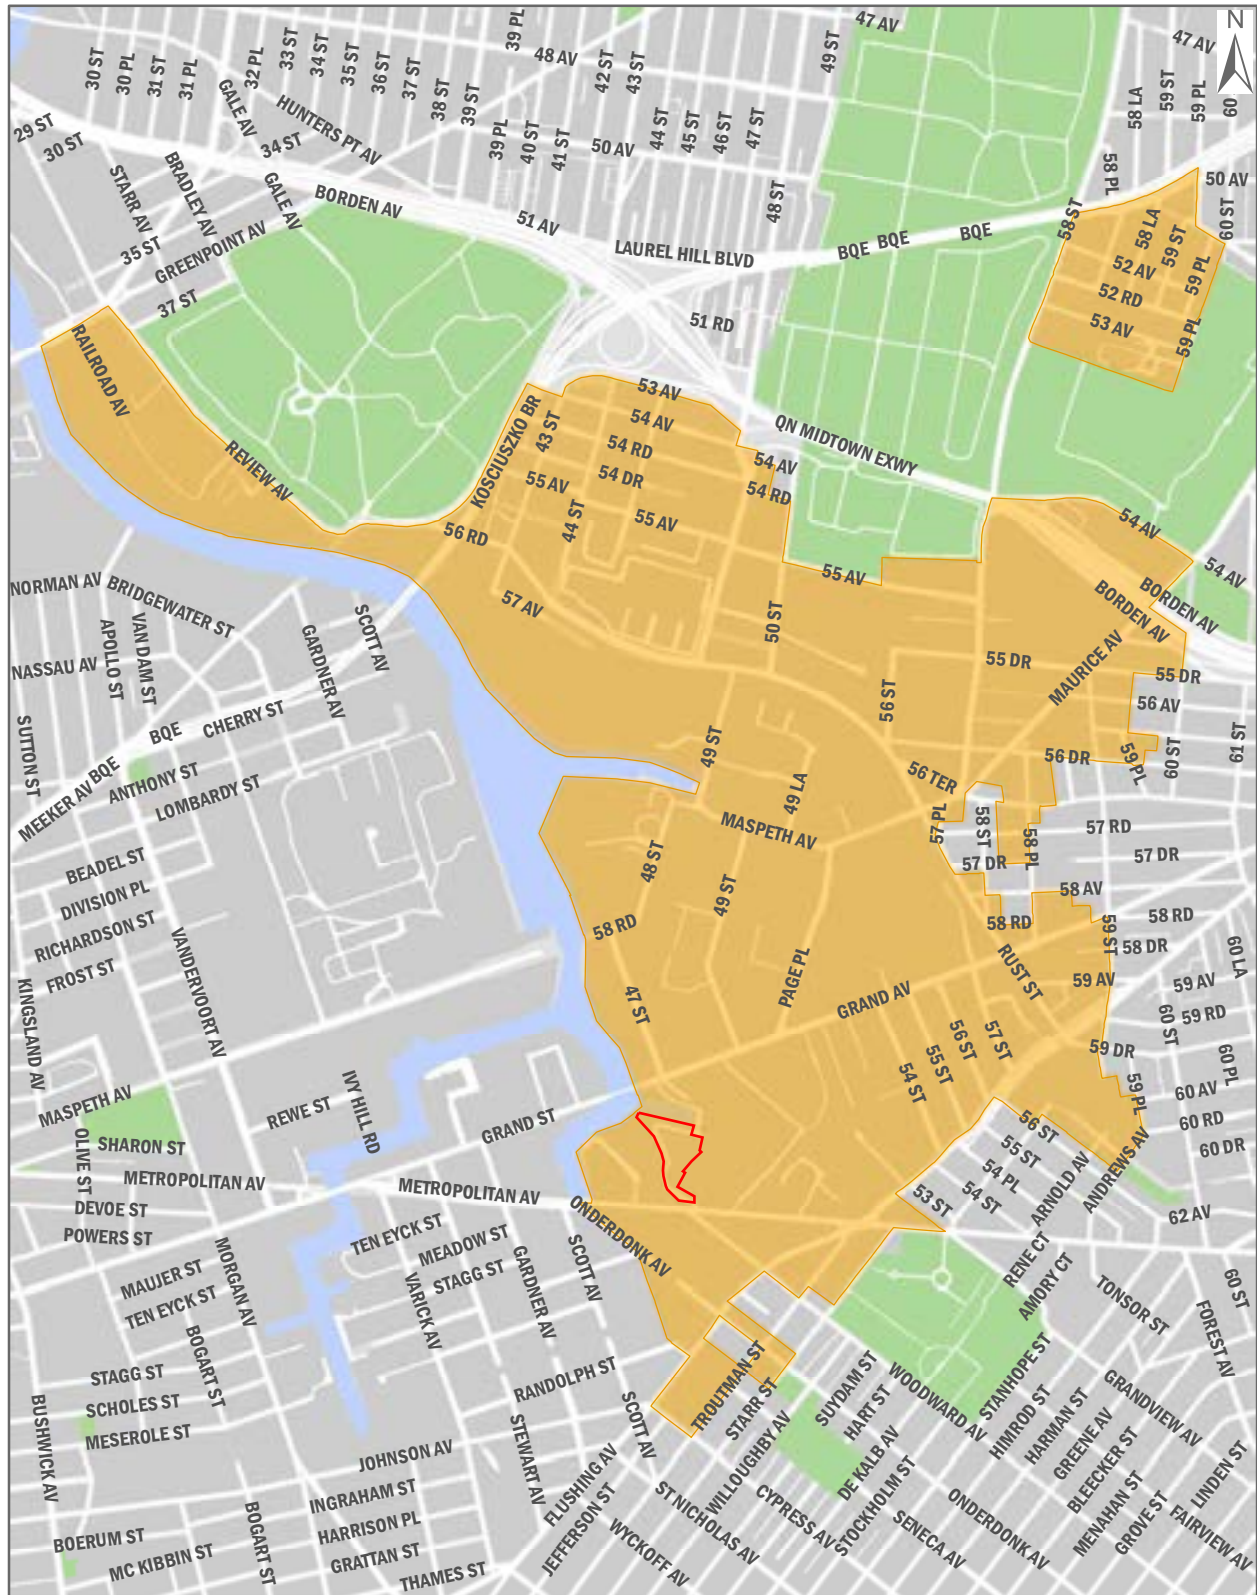 47 AV
N
39 PL
48 AV
49 ST
47 AV
30 ST
30 PL
31 ST
31 PL
32 PL
33 ST
34 ST
35 ST
36 ST
37 ST
38 ST
39 ST
42 ST
43 ST
58 LA
59 ST
59 PL
60
GALE AV
HUNTERS PT AV
34 ST
29 ST
30 ST
39 PL
40 ST
41 ST
50 AV
44 ST
45 ST
46 ST
47 ST
STARR AV
BRADLEY AV
GALE AV
BORDEN AV
51 AV
48 ST
58 PL
50 AV
58 ST
58 LA
59 ST
60 ST
35 ST
GREENPOINT AV
LAUREL HILL BLVD
BQE
BQE
BQE
52 AV
59 PL
52 RD
53 AV
59 PL
37 ST
51 RD
RAILROAD AV
REVIEW AV
KOSCIUSZKO BR
43 ST
53 AV
54 AV
54 RD
54 DR
55 AV
44 ST
55 AV
56 RD
QN MIDTOWN EXWY
54 AV
54 RD
54 AV
54 AV
55 AV
BORDEN AV
BORDEN AV
NORMAN AV
BRIDGEWATER ST
VAN DAM ST
APOLLO ST
NASSAU AV
SCOTT AV
GARDNER AV
57 AV
50 ST
55 DR
MAURICE AV
55 DR
56 AV
56 ST
SUTTON ST
BQE
CHERRY ST
MEEKER AV
BQE
ANTHONY ST
LOMBARDY ST
49 ST
49 LA
56 TER
56 DR
59 PL
60 ST
61 ST
MASPETH AV
57 PL
58 ST
58 PL
57 RD
57 DR
57 DR
BEADEL ST
DIVISION PL
RICHARDSON ST
FROST ST
48 ST
49 ST
58 AV
58 RD
58 RD
59 ST
58 DR
KINGSLAND AV
VANDERVOORT AV
58 RD
47 ST
PAGE PL
GRAND AV
RUST ST
59 AV
59 AV
60 LA
59 RD
60 ST
59 DR
54 ST
55 ST
56 ST
57 ST
60 PL
59 PL
60 AV
60 RD
60 DR
MASPETH AV
REWE ST
IVY HILL RD
GRAND ST
SHARON ST
OLIVE ST
METROPOLITAN AV
METROPOLITAN AV
DEVOE ST
POWERS ST
56 ST
55 ST
54 PL
54 ST
53 ST
ARNOLD AV
ANDREWS AV
62 AV
ONDERDONK AV
TEN EYCK ST
MEADOW ST
STAGG ST
VARICK AV
GARDNER AV
SCOTT AV
MAUJER ST
TEN EYCK ST
MORGAN AV
BOGART ST
RENE CT
AMORY CT
TONSOR ST
60 ST
FOREST AV
STAGG ST
SCHOLES ST
MESEROLE ST
BUSHWICK AV
RANDOLPH ST
SCOTT AV
TROUTMAN ST
STARR ST
WILLOUGHBY AV
SUYDAM ST
HART ST
WOODWARD AV
STANHOPE ST
HIMROD ST
HARMAN ST
GREENE AV
BLEECKER ST
GRANDVIEW AV
JOHNSON AV
STEWART AV
INGRAHAM ST
HARRISON PL
GRATTAN ST
THAMES ST
BOERUM ST
MC KIBBIN ST
BOGART ST
FLUSHING AV
JEFFERSON ST
WYCKOFF AV
ST NICHOLAS AV
CYPRESS AV
DE KALB AV
STOCKHOLM ST
SENECA AV
ONDERDONK AV
MENAHAN ST
GROVE ST
LINDEN ST
FAIRVIEW AV